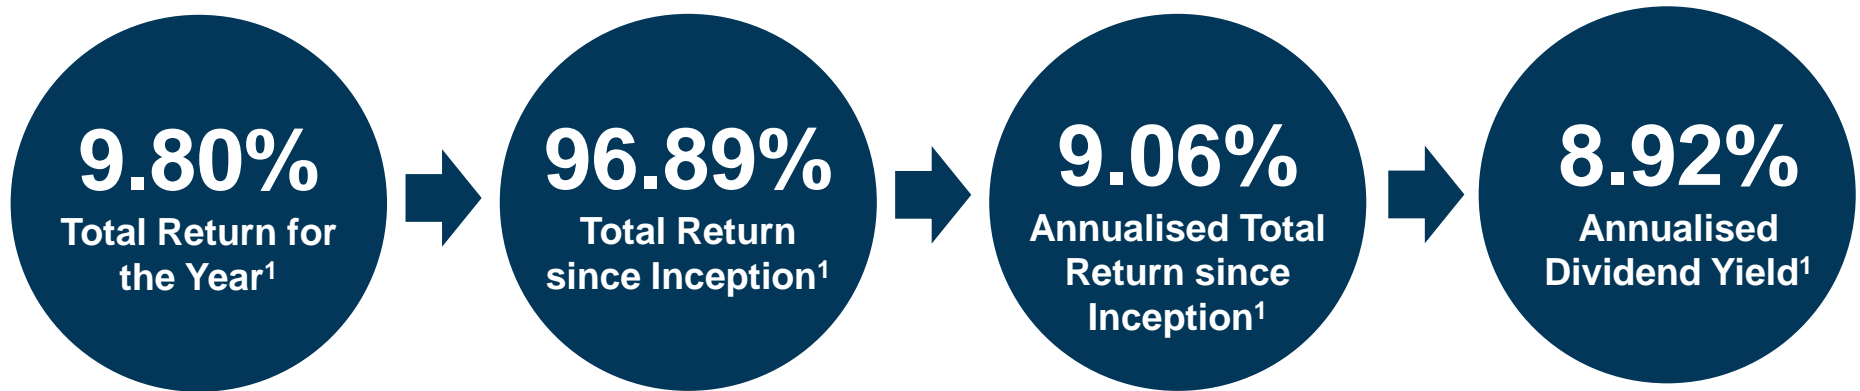 9.80%
Total Return for
the Year¹
96.89%
Total Return
since Inception¹
9.06%
Annualised Total
Return since
Inception¹
8.92%
Annualised
Dividend Yield¹